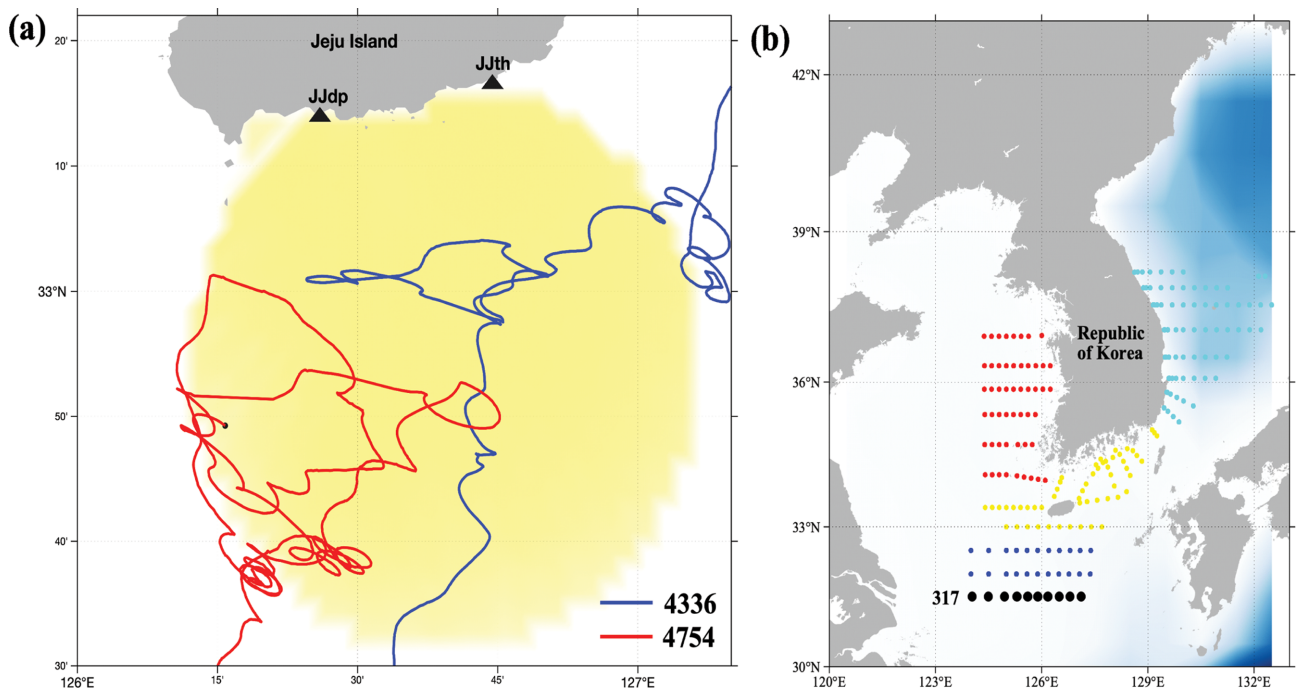 (a)
20'
Jeju Island
JJth
JJdp
10'
33°N
50'
40'
4336
4754
30'
126°E
15'
30'
45'
127°E
(b)
42°N
39°N
Republic
of Korea
36°N
33°N
317
30°N
120°E
123°E
126°E
129°E
132°E